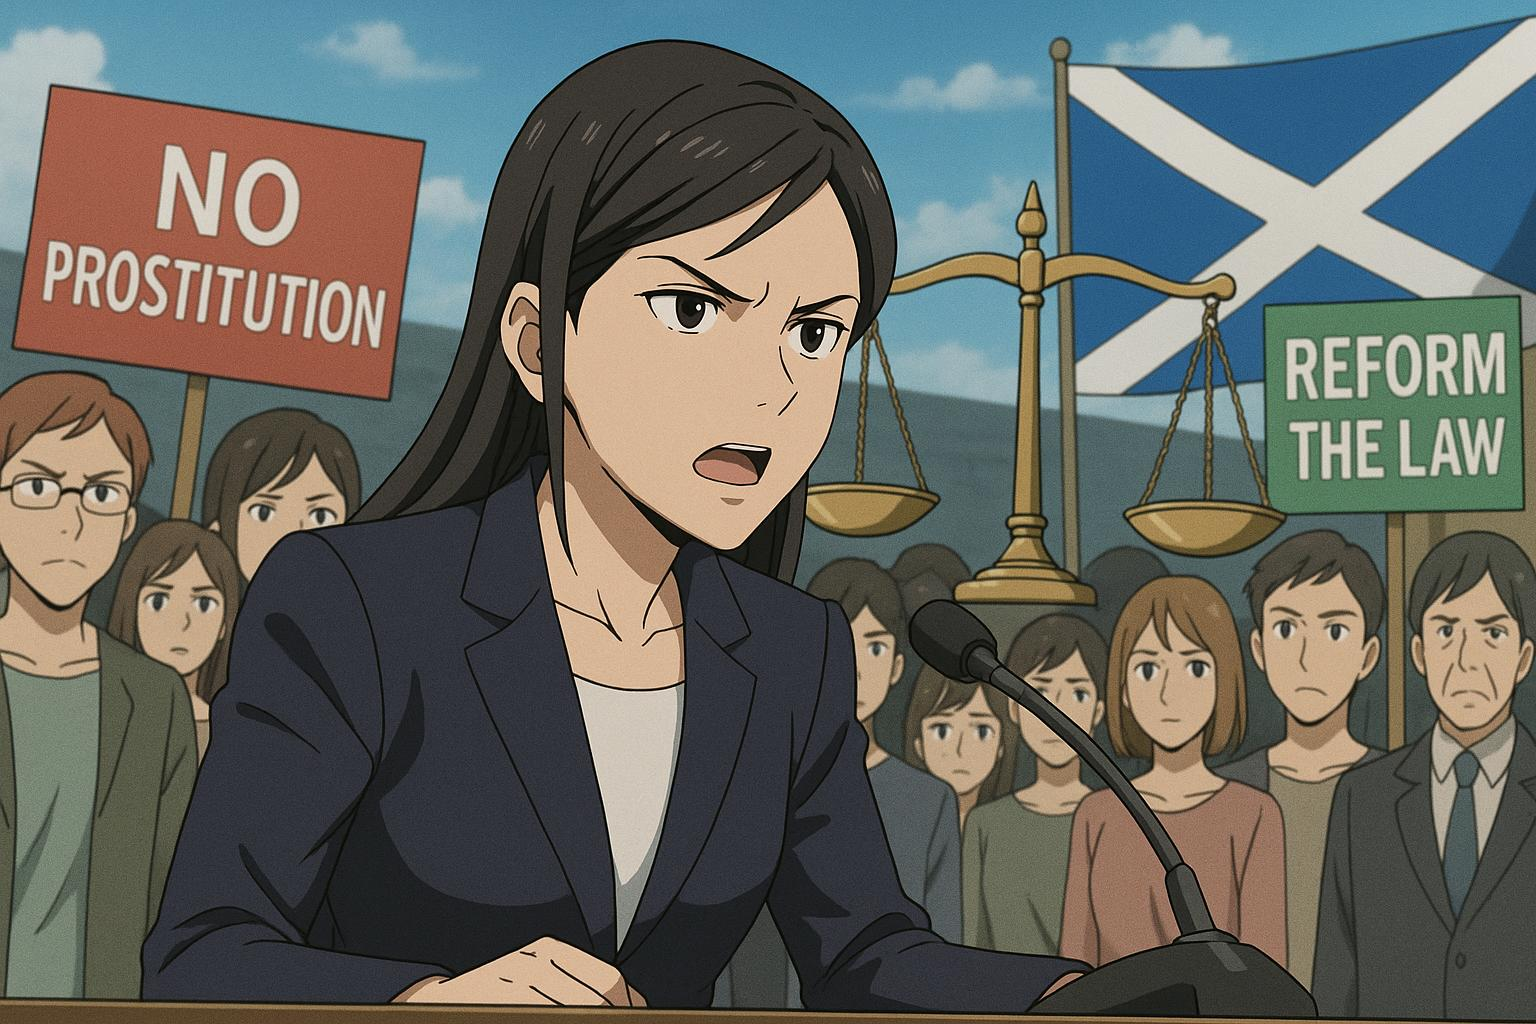 NO
PROSTITUTION
REFORM
THE LAW